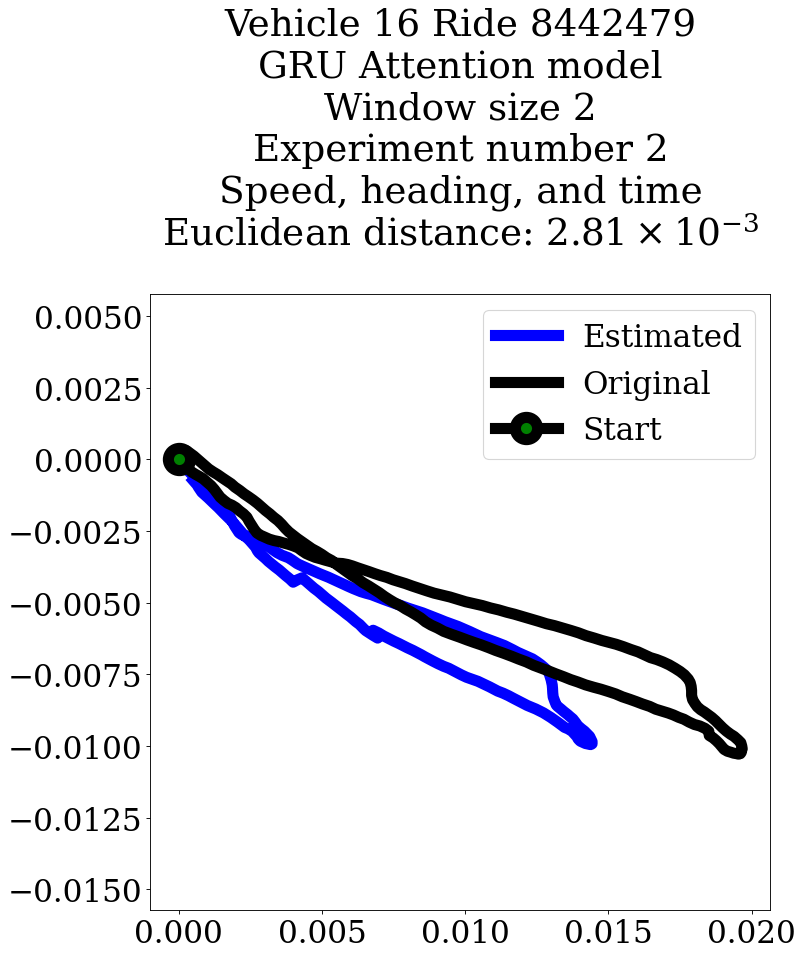 Vehicle 16 Ride 8442479
GRU Attention model
Window size 2
Experiment number 2
Speed, heading, and time
Euclidean distance: 2.81 × 10⁻³
Estimated
Original
Start
0.0050
0.0025
0.0000
−0.0025
−0.0050
−0.0075
−0.0100
−0.0125
−0.0150
0.000 0.005 0.010 0.015 0.020